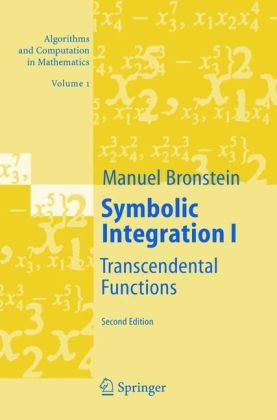 Algorithms
and Computation
in Mathematics
Volume 1
Manuel Bronstein
Symbolic
Integration I
Transcendental
Functions
Second Edition
Springer